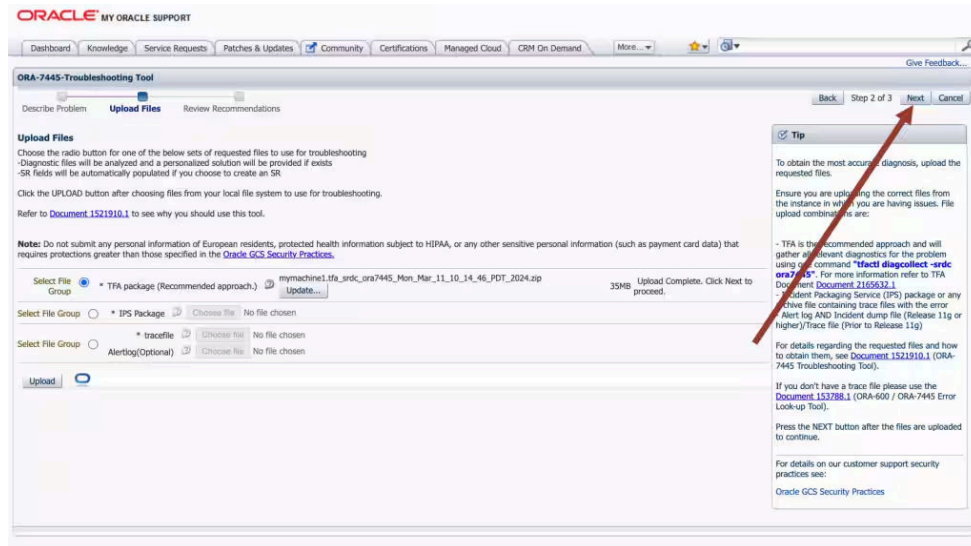 ORACLE MY ORACLE SUPPORT
Dashboard Knowledge Service Requests Patches & Updates Community Certifications Managed Cloud CRM On Demand More...
Give Feedback...
ORA-7445-Troubleshooting Tool
Describe Problem Upload Files Review Recommendations
Back Step 2 of 3 Next Cancel
Upload Files
Choose the radio button for one of the below sets of requested files to use for troubleshooting
-Diagnostic files will be analyzed and a personalized solution will be provided if exists
-SR fields will be automatically populated if you choose to create an SR
Click the UPLOAD button after choosing files from your local file system to use for troubleshooting.
Refer to Document 1521910.1 to see why you should use this tool.
Note: Do not submit any personal information of European residents, protected health information subject to HIPAA, or any other sensitive personal information (such as payment card data) that
requires protections greater than those specified in the Oracle GCS Security Practices.
Select File Group * TFA package (Recommended approach.) mymachine1.tfa_srdc_ora7445_Mon_Mar_11_10_14_46_PDT_2024.zip
Update...
35MB Upload Complete. Click Next to
proceed.
Select File Group * IPS Package Choose file No file chosen
Select File Group * tracefile Choose file No file chosen
Alertlog(Optional) Choose file No file chosen
Upload
Tip
To obtain the most accurate diagnosis, upload the
requested files.
Ensure you are uploading the correct files from
the instance in which you are having issues. File
upload combinations are:
- TFA is the recommended approach and will
gather all relevant diagnostics for the problem
using one command "tfactl diagcollect -srdc
ora7445". For more information refer to TFA
Document Document 2165632.1
- Incident Packaging Service (IPS) package or any
archive file containing trace files with the error
- Alert log AND Incident dump file (Release 11g or
higher)/Trace file (Prior to Release 11g)
For details regarding the requested files and how
to obtain them, see Document 1521910.1 (ORA-
7445 Troubleshooting Tool).
If you don't have a trace file please use the
Document 153788.1 (ORA-600 / ORA-7445 Error
Look-up Tool).
Press the NEXT button after the files are uploaded
to continue.
For details on our customer support security
practices see:
Oracle GCS Security Practices